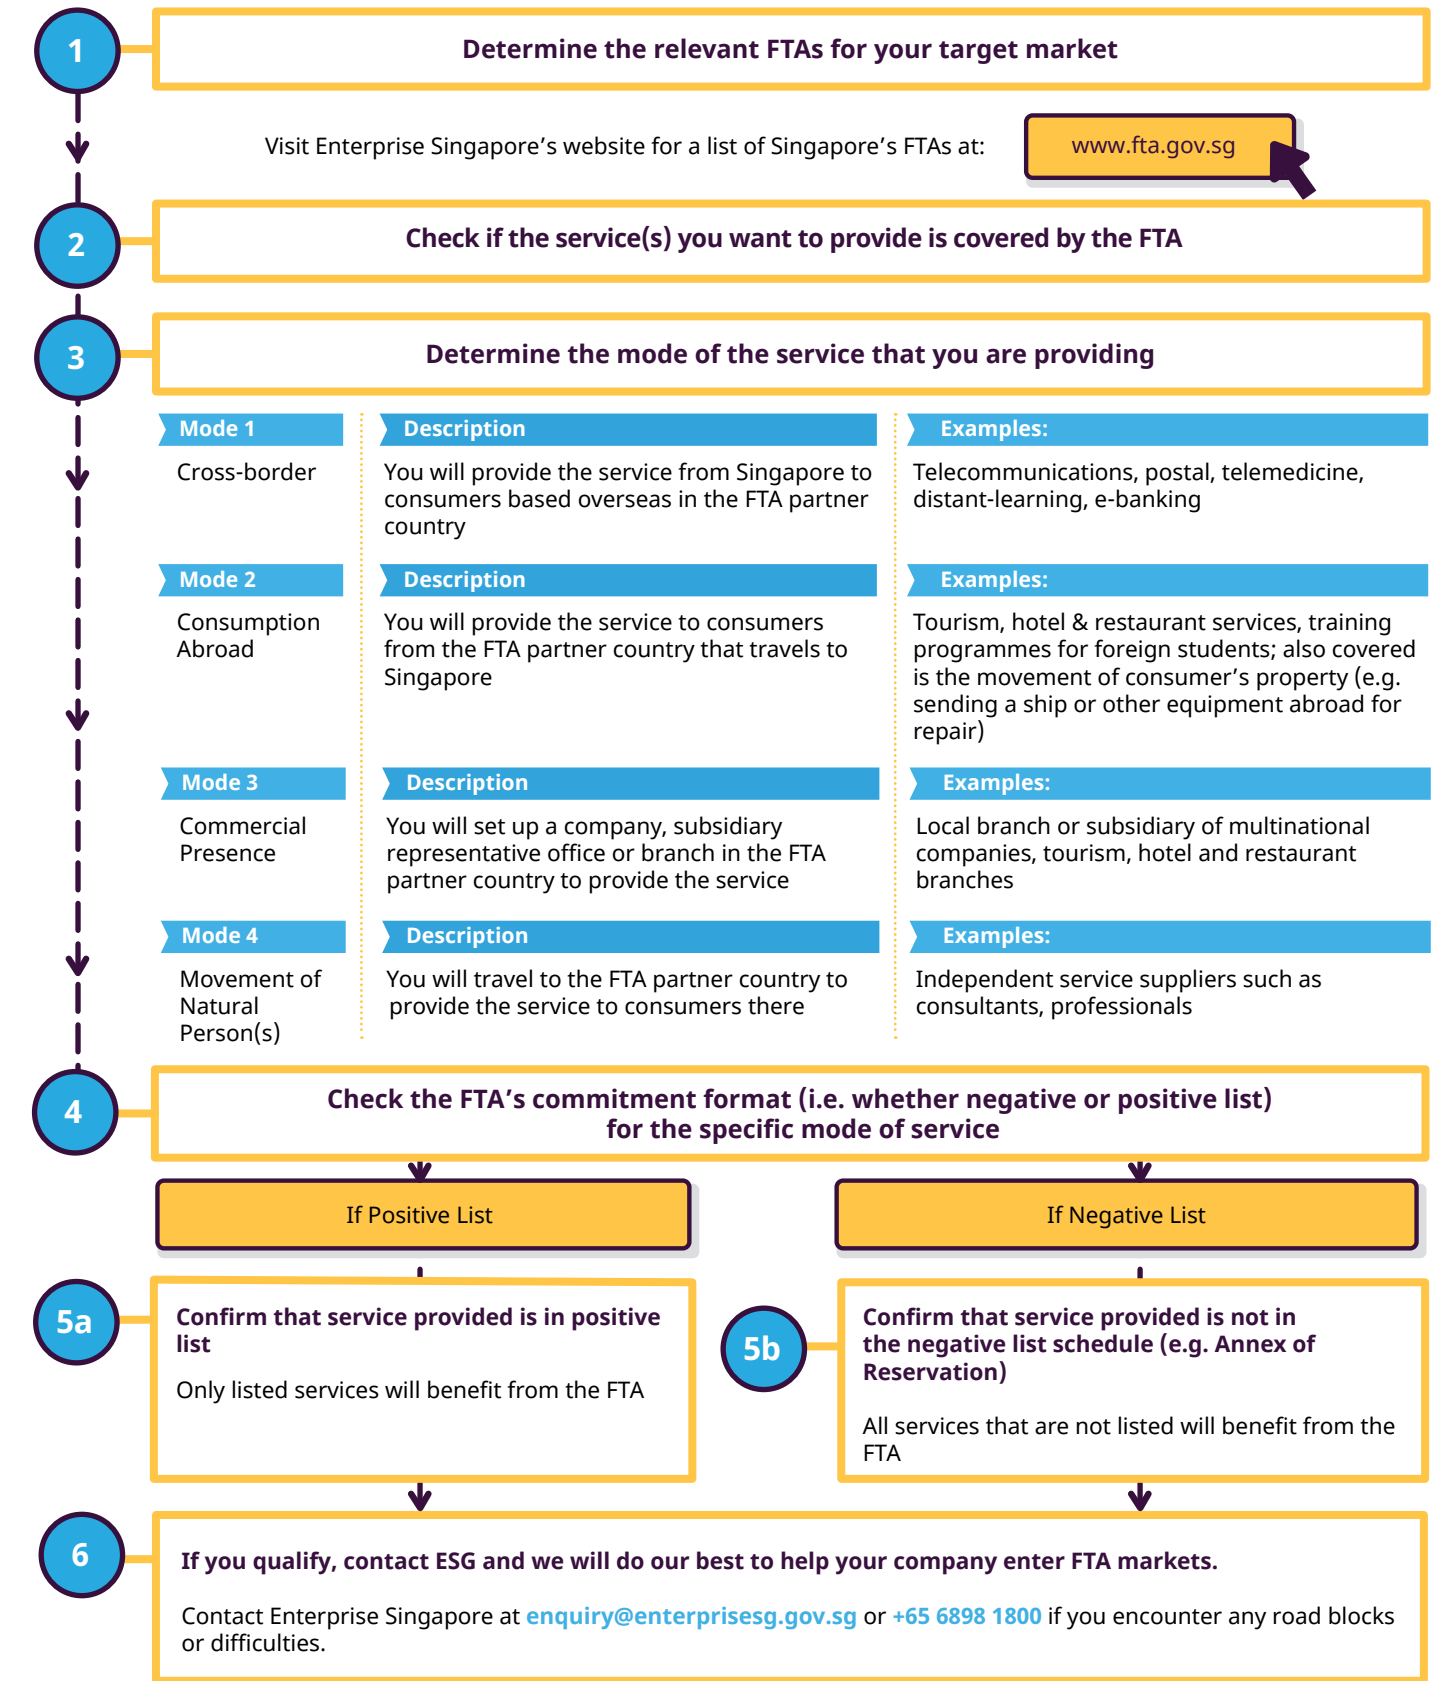 1
Determine the relevant FTAs for your target market
Visit Enterprise Singapore's website for a list of Singapore's FTAs at:
www.fta.gov.sg
2
Check if the service(s) you want to provide is covered by the FTA
3
Determine the mode of the service that you are providing
Mode 1
Cross-border
Description
You will provide the service from Singapore to
consumers based overseas in the FTA partner
country
Examples:
Telecommunications, postal, telemedicine,
distant-learning, e-banking
Mode 2
Consumption
Abroad
Description
You will provide the service to consumers
from the FTA partner country that travels to
Singapore
Examples:
Tourism, hotel & restaurant services, training
programmes for foreign students; also covered
is the movement of consumer's property (e.g.
sending a ship or other equipment abroad for
repair)
Mode 3
Commercial
Presence
Description
You will set up a company, subsidiary
representative office or branch in the FTA
partner country to provide the service
Examples:
Local branch or subsidiary of multinational
companies, tourism, hotel and restaurant
branches
Mode 4
Movement of
Natural
Person(s)
Description
You will travel to the FTA partner country to
provide the service to consumers there
Examples:
Independent service suppliers such as
consultants, professionals
4
Check the FTA's commitment format (i.e. whether negative or positive list)
for the specific mode of service
If Positive List
If Negative List
5a
Confirm that service provided is in positive
list
Only listed services will benefit from the FTA
5b
Confirm that service provided is not in
the negative list schedule (e.g. Annex of
Reservation)
All services that are not listed will benefit from the
FTA
6
If you qualify, contact ESG and we will do our best to help your company enter FTA markets.
Contact Enterprise Singapore at enquiry@enterprisesg.gov.sg or +65 6898 1800 if you encounter any road blocks
or difficulties.